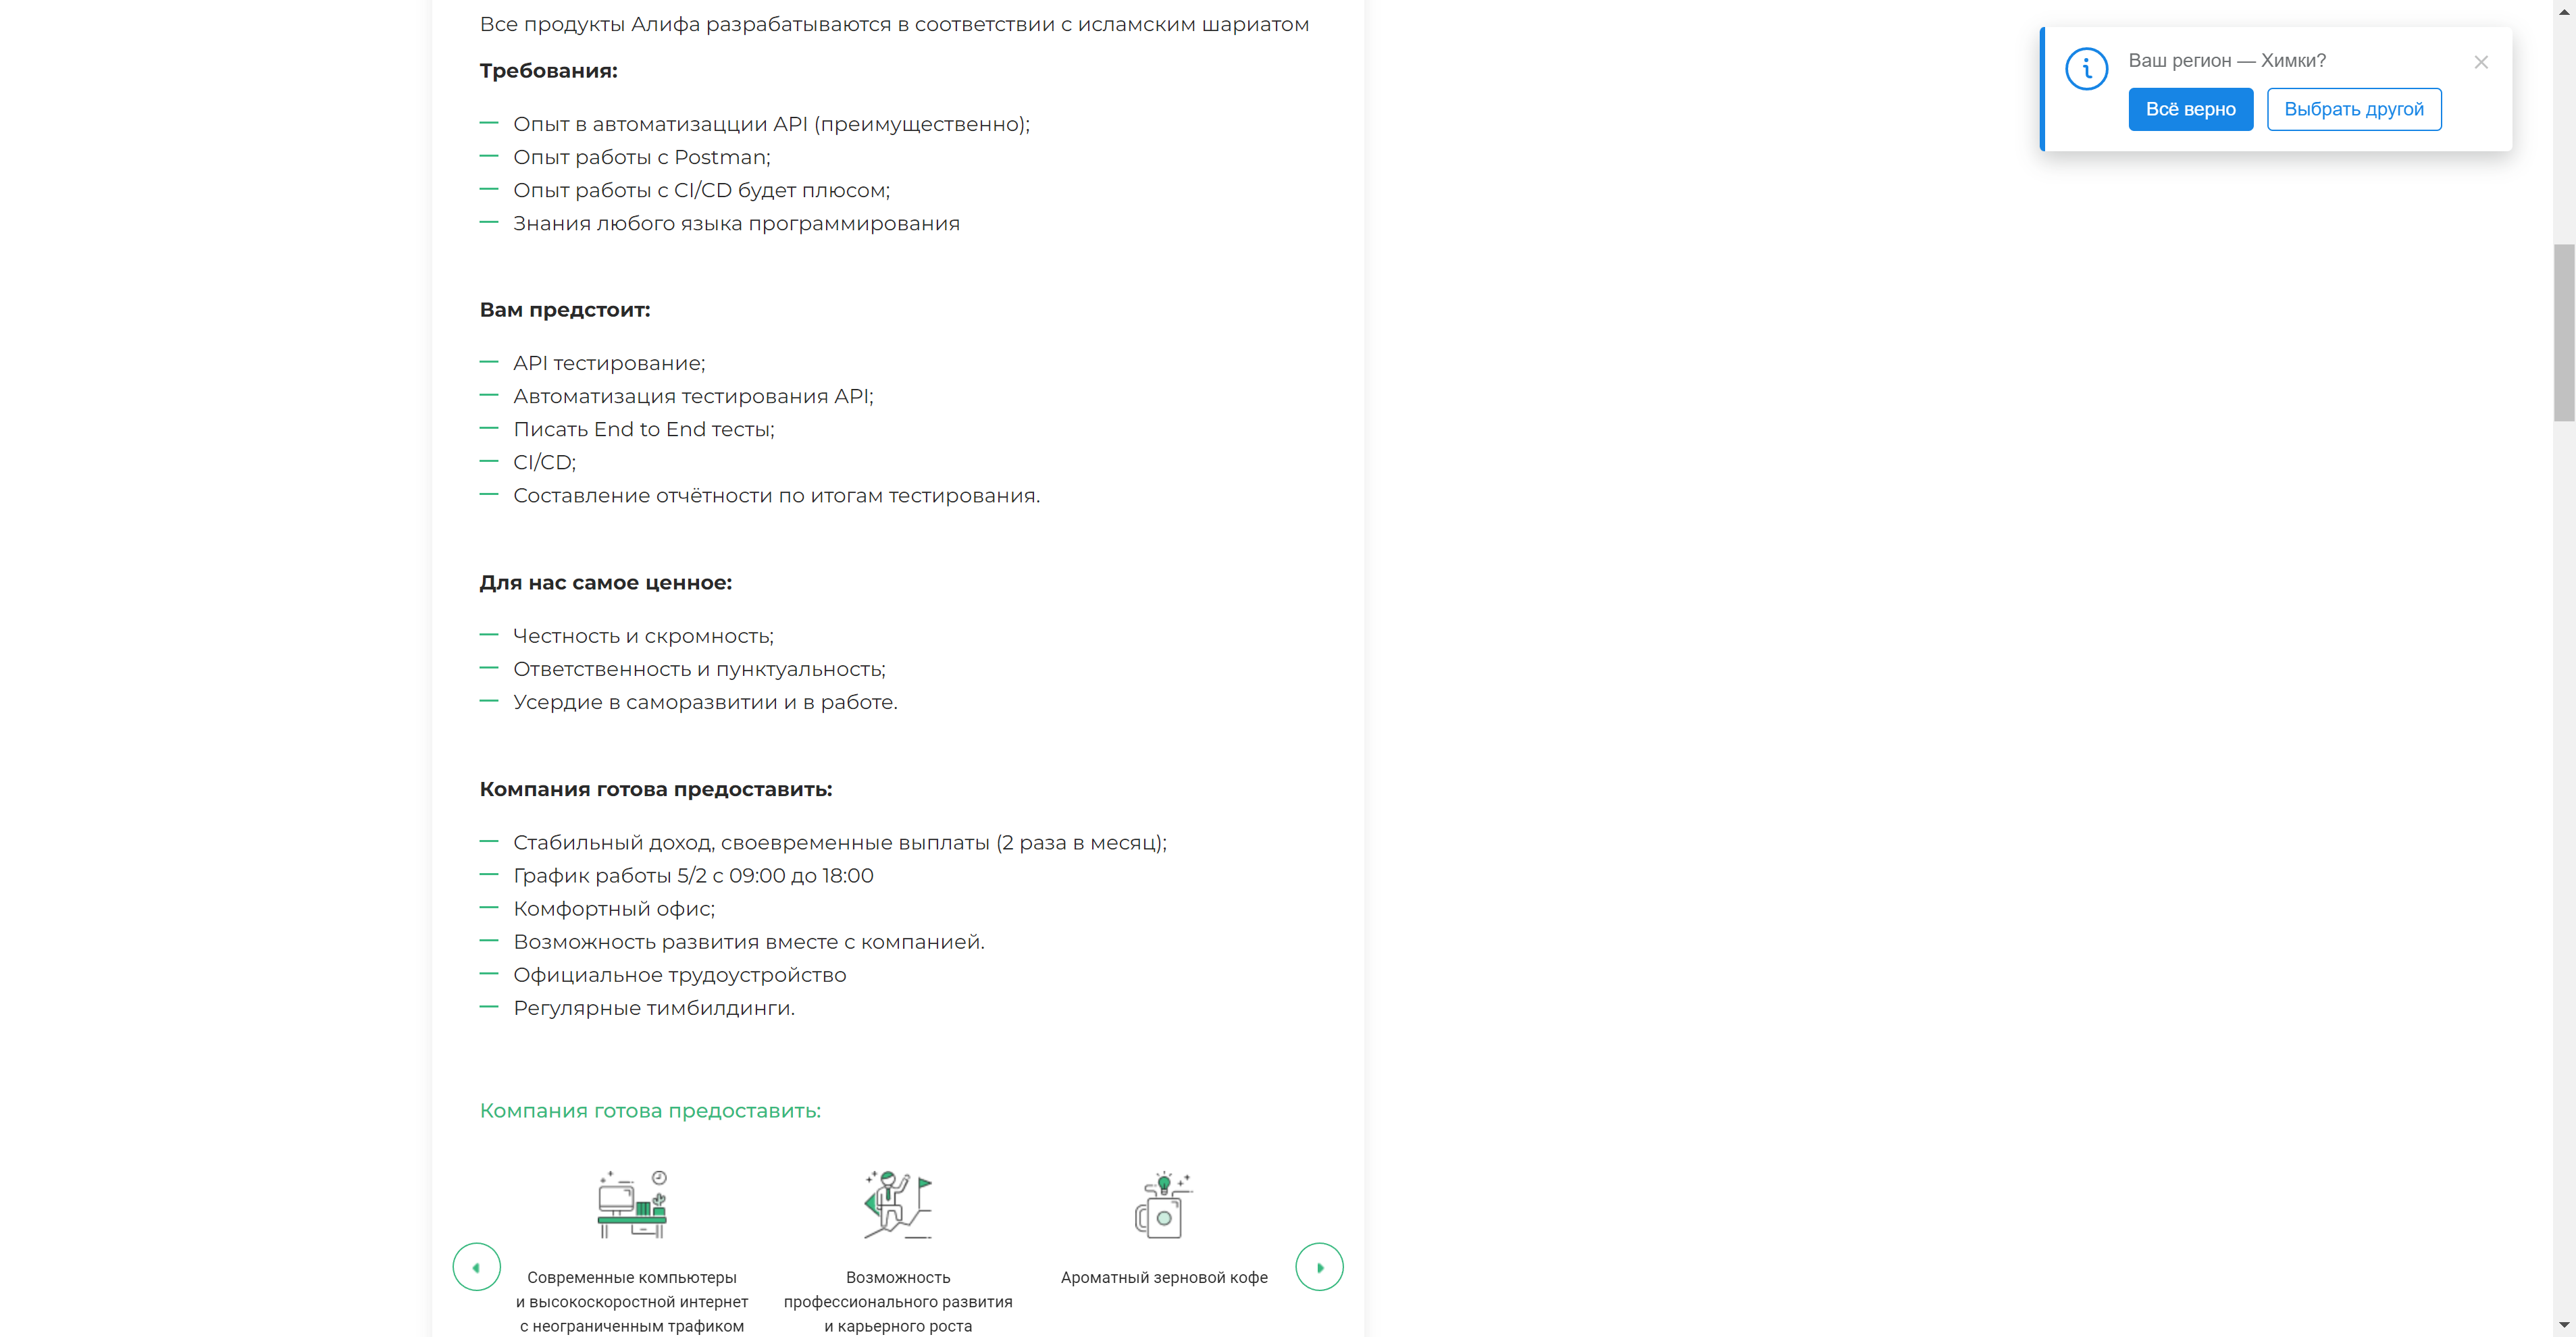 Все продукты Алифа разрабатываются в соответствии с исламским шариатом
Требования:
Опыт в автоматизацции API (преимущественно);
Опыт работы с Postman;
Опыт работы с CI/CD будет плюсом;
Знания любого языка программирования
Вам предстоит:
API тестирование;
Автоматизация тестирования API;
Писать End to End тесты;
CI/CD;
Составление отчётности по итогам тестирования.
Для нас самое ценное:
Честность и скромность;
Ответственность и пунктуальность;
Усердие в саморазвитии и в работе.
Компания готова предоставить:
Стабильный доход, своевременные выплаты (2 раза в месяц);
График работы 5/2 с 09:00 до 18:00
Комфортный офис;
Возможность развития вместе с компанией.
Официальное трудоустройство
Регулярные тимбилдинги.
Компания готова предоставить:
Современные компьютеры
и высокоскоростной интернет
с неограниченным трафиком
Возможность
профессионального развития
и карьерного роста
Ароматный зерновой кофе
Ваш регион — Химки?
Всё верно
Выбрать другой